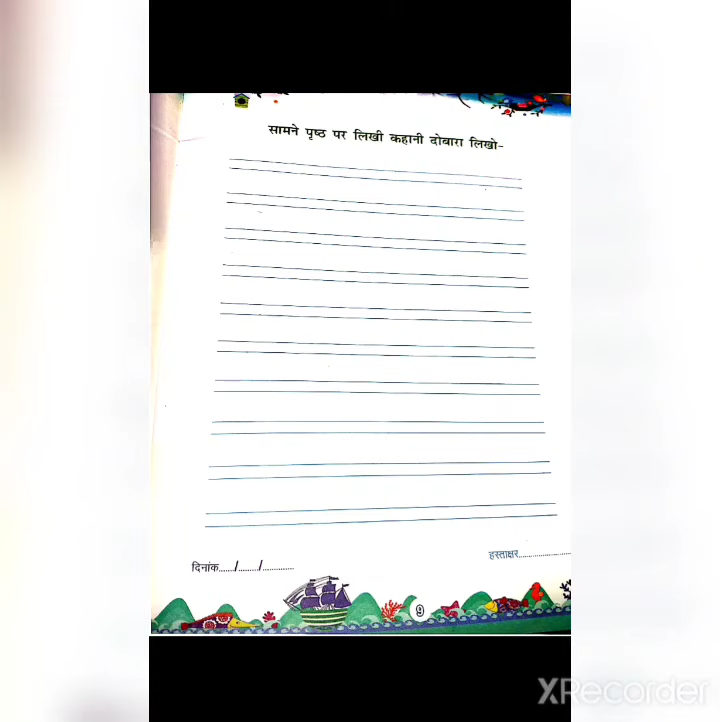 सामने पृष्ठ पर लिखी कहानी दोबारा लिखो-
दिनांक....../......../.............
हस्ताक्षर...................
9
XRecorder